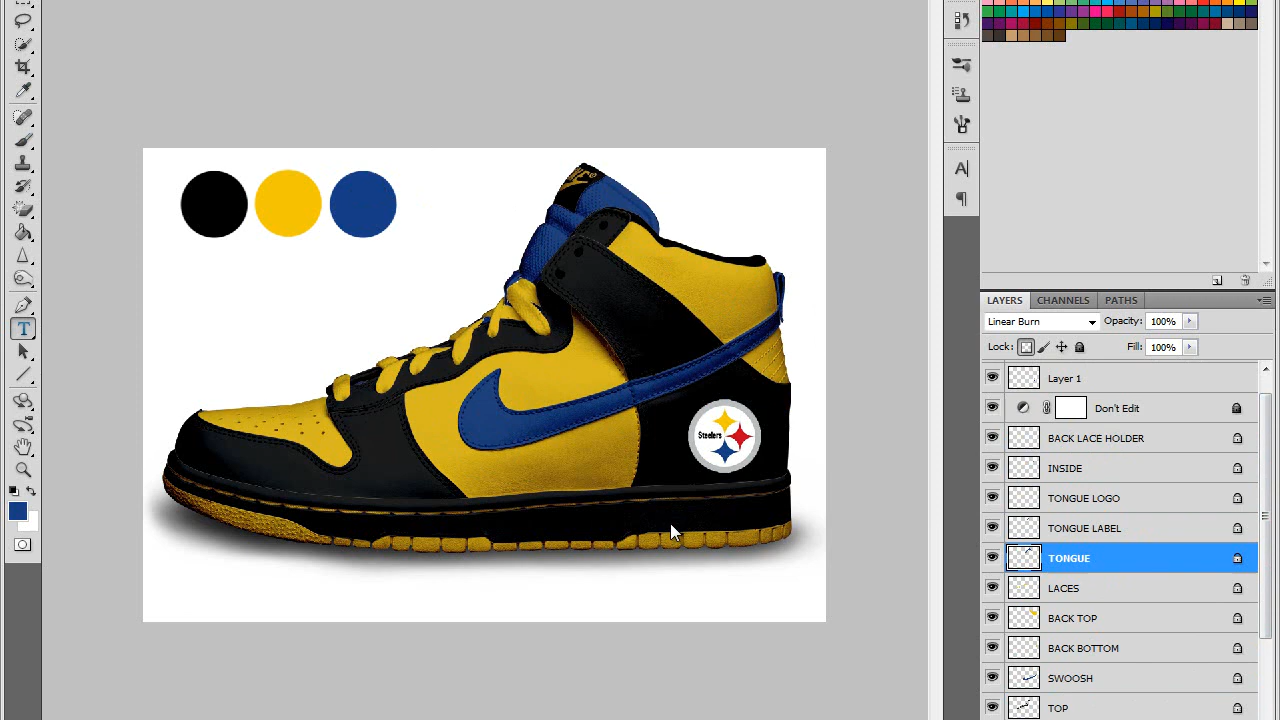 LAYERS CHANNELS PATHS
Linear Burn Opacity: 100%
Lock: Fill: 100%
Layer 1
Don't Edit
BACK LACE HOLDER
INSIDE
TONGUE LOGO
TONGUE LABEL
TONGUE
LACES
BACK TOP
BACK BOTTOM
SWOOSH
TOP
Steelers
T
A